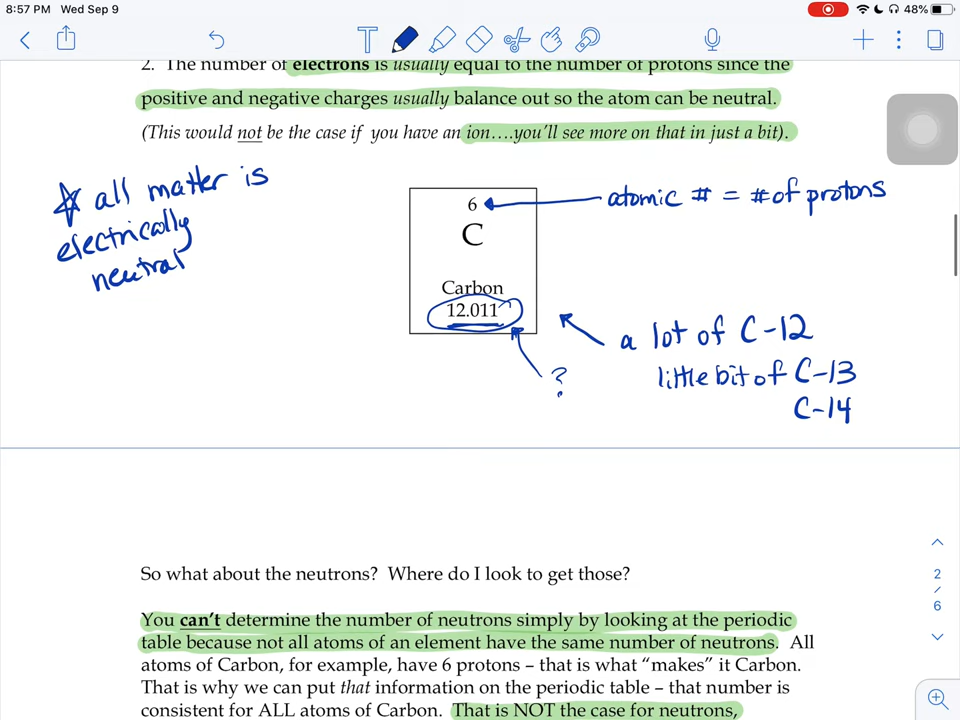 8:57 PM Wed Sep 9
48%
2. The number of electrons is usually equal to the number of protons since the
positive and negative charges usually balance out so the atom can be neutral.
(This would not be the case if you have an ion….you'll see more on that in just a bit).
☆ all matter is
electrically
neutral
6
C
Carbon
12.011
atomic # = # of protons
?
a lot of C-12
little bit of C-13
C-14
So what about the neutrons? Where do I look to get those?
You can't determine the number of neutrons simply by looking at the periodic
table because not all atoms of an element have the same number of neutrons. All
atoms of Carbon, for example, have 6 protons – that is what "makes" it Carbon.
That is why we can put that information on the periodic table – that number is
consistent for ALL atoms of Carbon. That is NOT the case for neutrons,
2
/
6